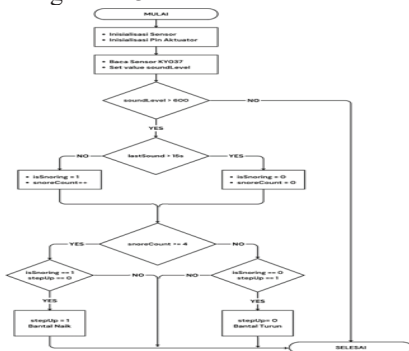 MULAI
• Inisialisasi Sensor
• Inisialisasi Pin Aktuator
• Baca Sensor KY037
• Set value soundLevel
soundLevel > 600
NO
YES
NO
lastSound > 15s
YES
• isSnoring = 1
• snoreCount++
• isSnoring = 0
• snoreCount = 0
YES
snoreCount >= 4
NO
isSnoring == 1
stepUp == 0
NO
NO
isSnoring == 0
stepUp == 1
YES
YES
stepUp = 1
Bantal Naik
stepUp= 0
Bantal Turun
SELESAI